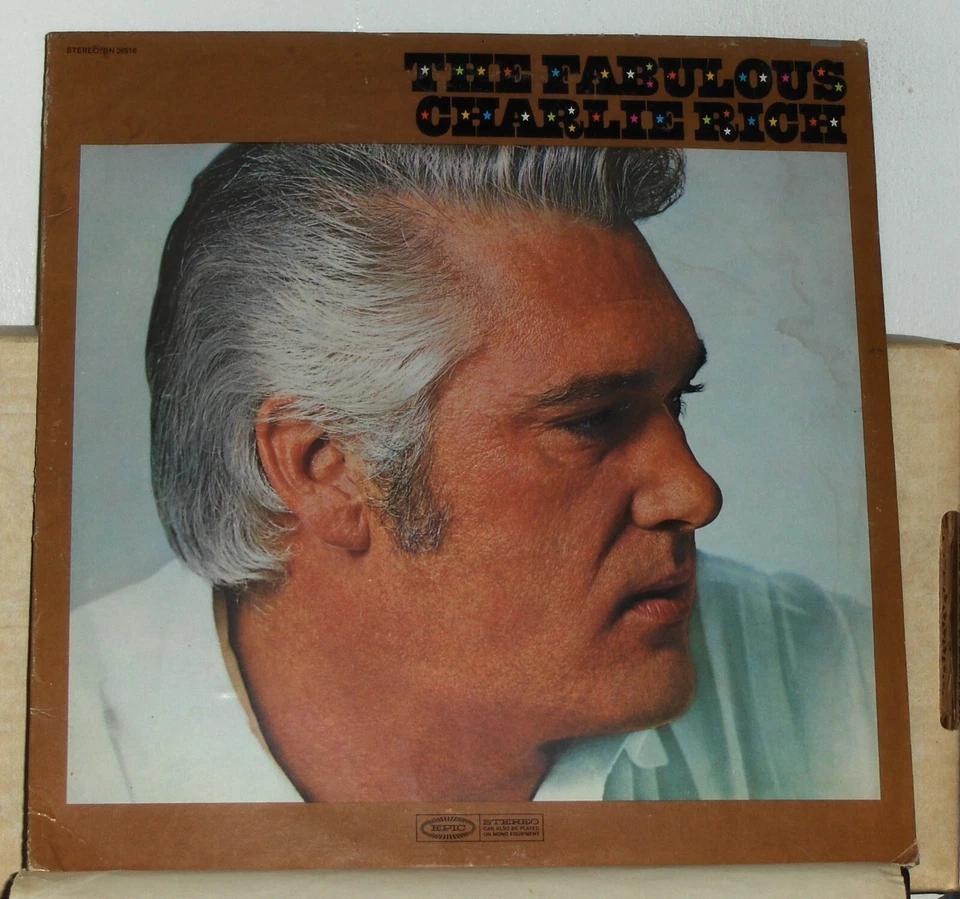 STEREO/BN 26516
THE FABULOUS
CHARLIE RICH
EPIC
STEREO
CAN ALSO BE PLAYED
ON MONO EQUIPMENT